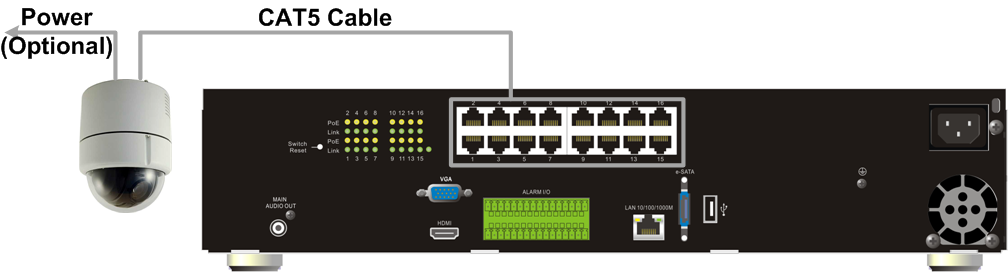 Power
(Optional)
CAT5 Cable
2 4 6 8 10 12 14 16
PoE
Link
PoE
Link
Switch
Reset
1 3 5 7 9 11 13 15
2 4 6 8 10 12 14 16
1 3 5 7 9 11 13 15
VGA
ALARM I/O
e-SATA
MAIN
AUDIO OUT
HDMI
LAN 10/100/1000M